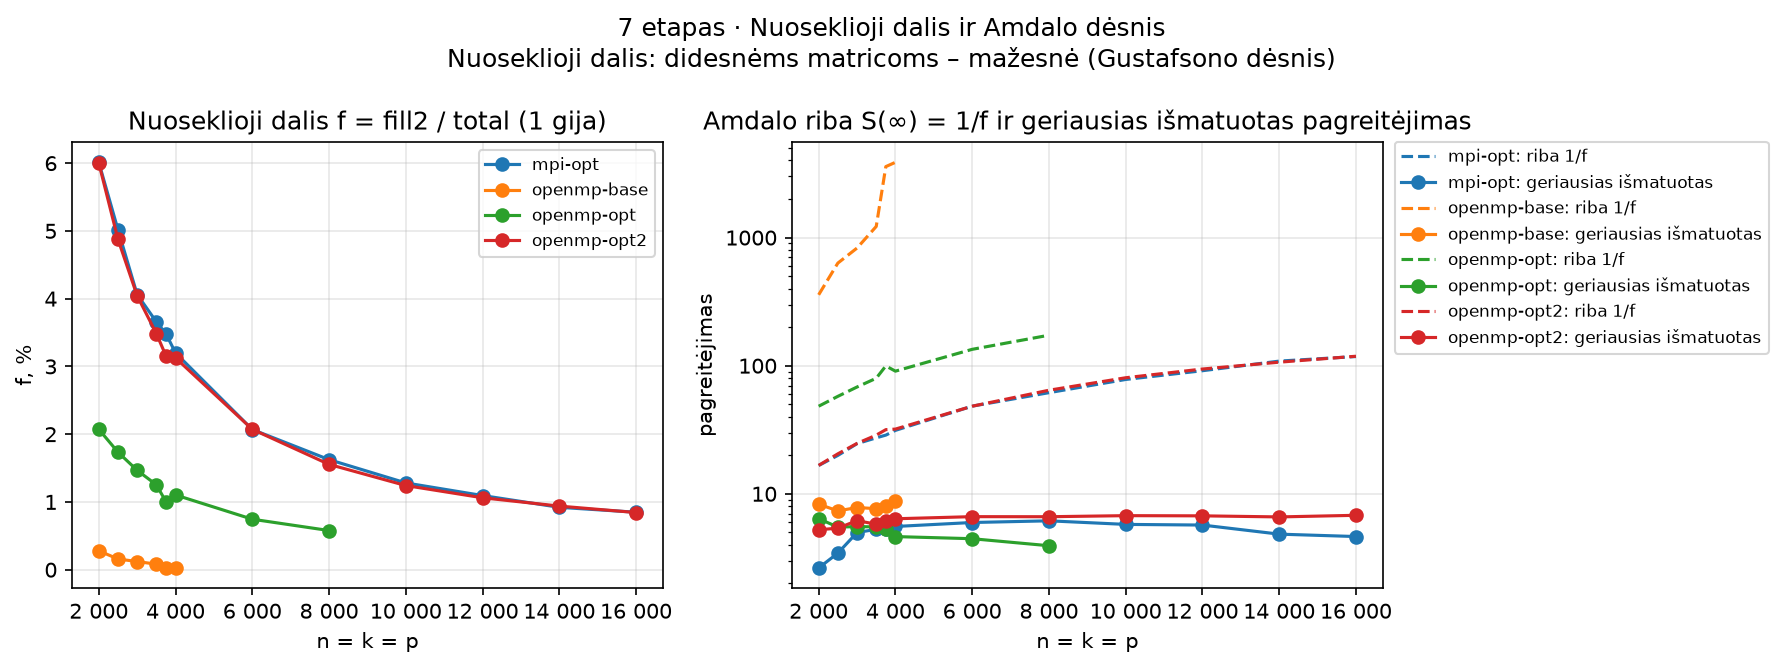 7 etapas · Nuoseklioji dalis ir Amdalo dėsnis
Nuoseklioji dalis: didesnėms matricoms – mažesnė (Gustafsono dėsnis)
Nuoseklioji dalis f = fill2 / total (1 gija)
f, %
6
5
4
3
2
1
0
mpi-opt
openmp-base
openmp-opt
openmp-opt2
2 000 4 000 6 000 8 000 10 000 12 000 14 000 16 000
n = k = p
Amdalo riba S(∞) = 1/f ir geriausias išmatuotas pagreitėjimas
pagreitėjimas
1000
100
10
2 000 4 000 6 000 8 000 10 000 12 000 14 000 16 000
n = k = p
mpi-opt: riba 1/f
mpi-opt: geriausias išmatuotas
openmp-base: riba 1/f
openmp-base: geriausias išmatuotas
openmp-opt: riba 1/f
openmp-opt: geriausias išmatuotas
openmp-opt2: riba 1/f
openmp-opt2: geriausias išmatuotas